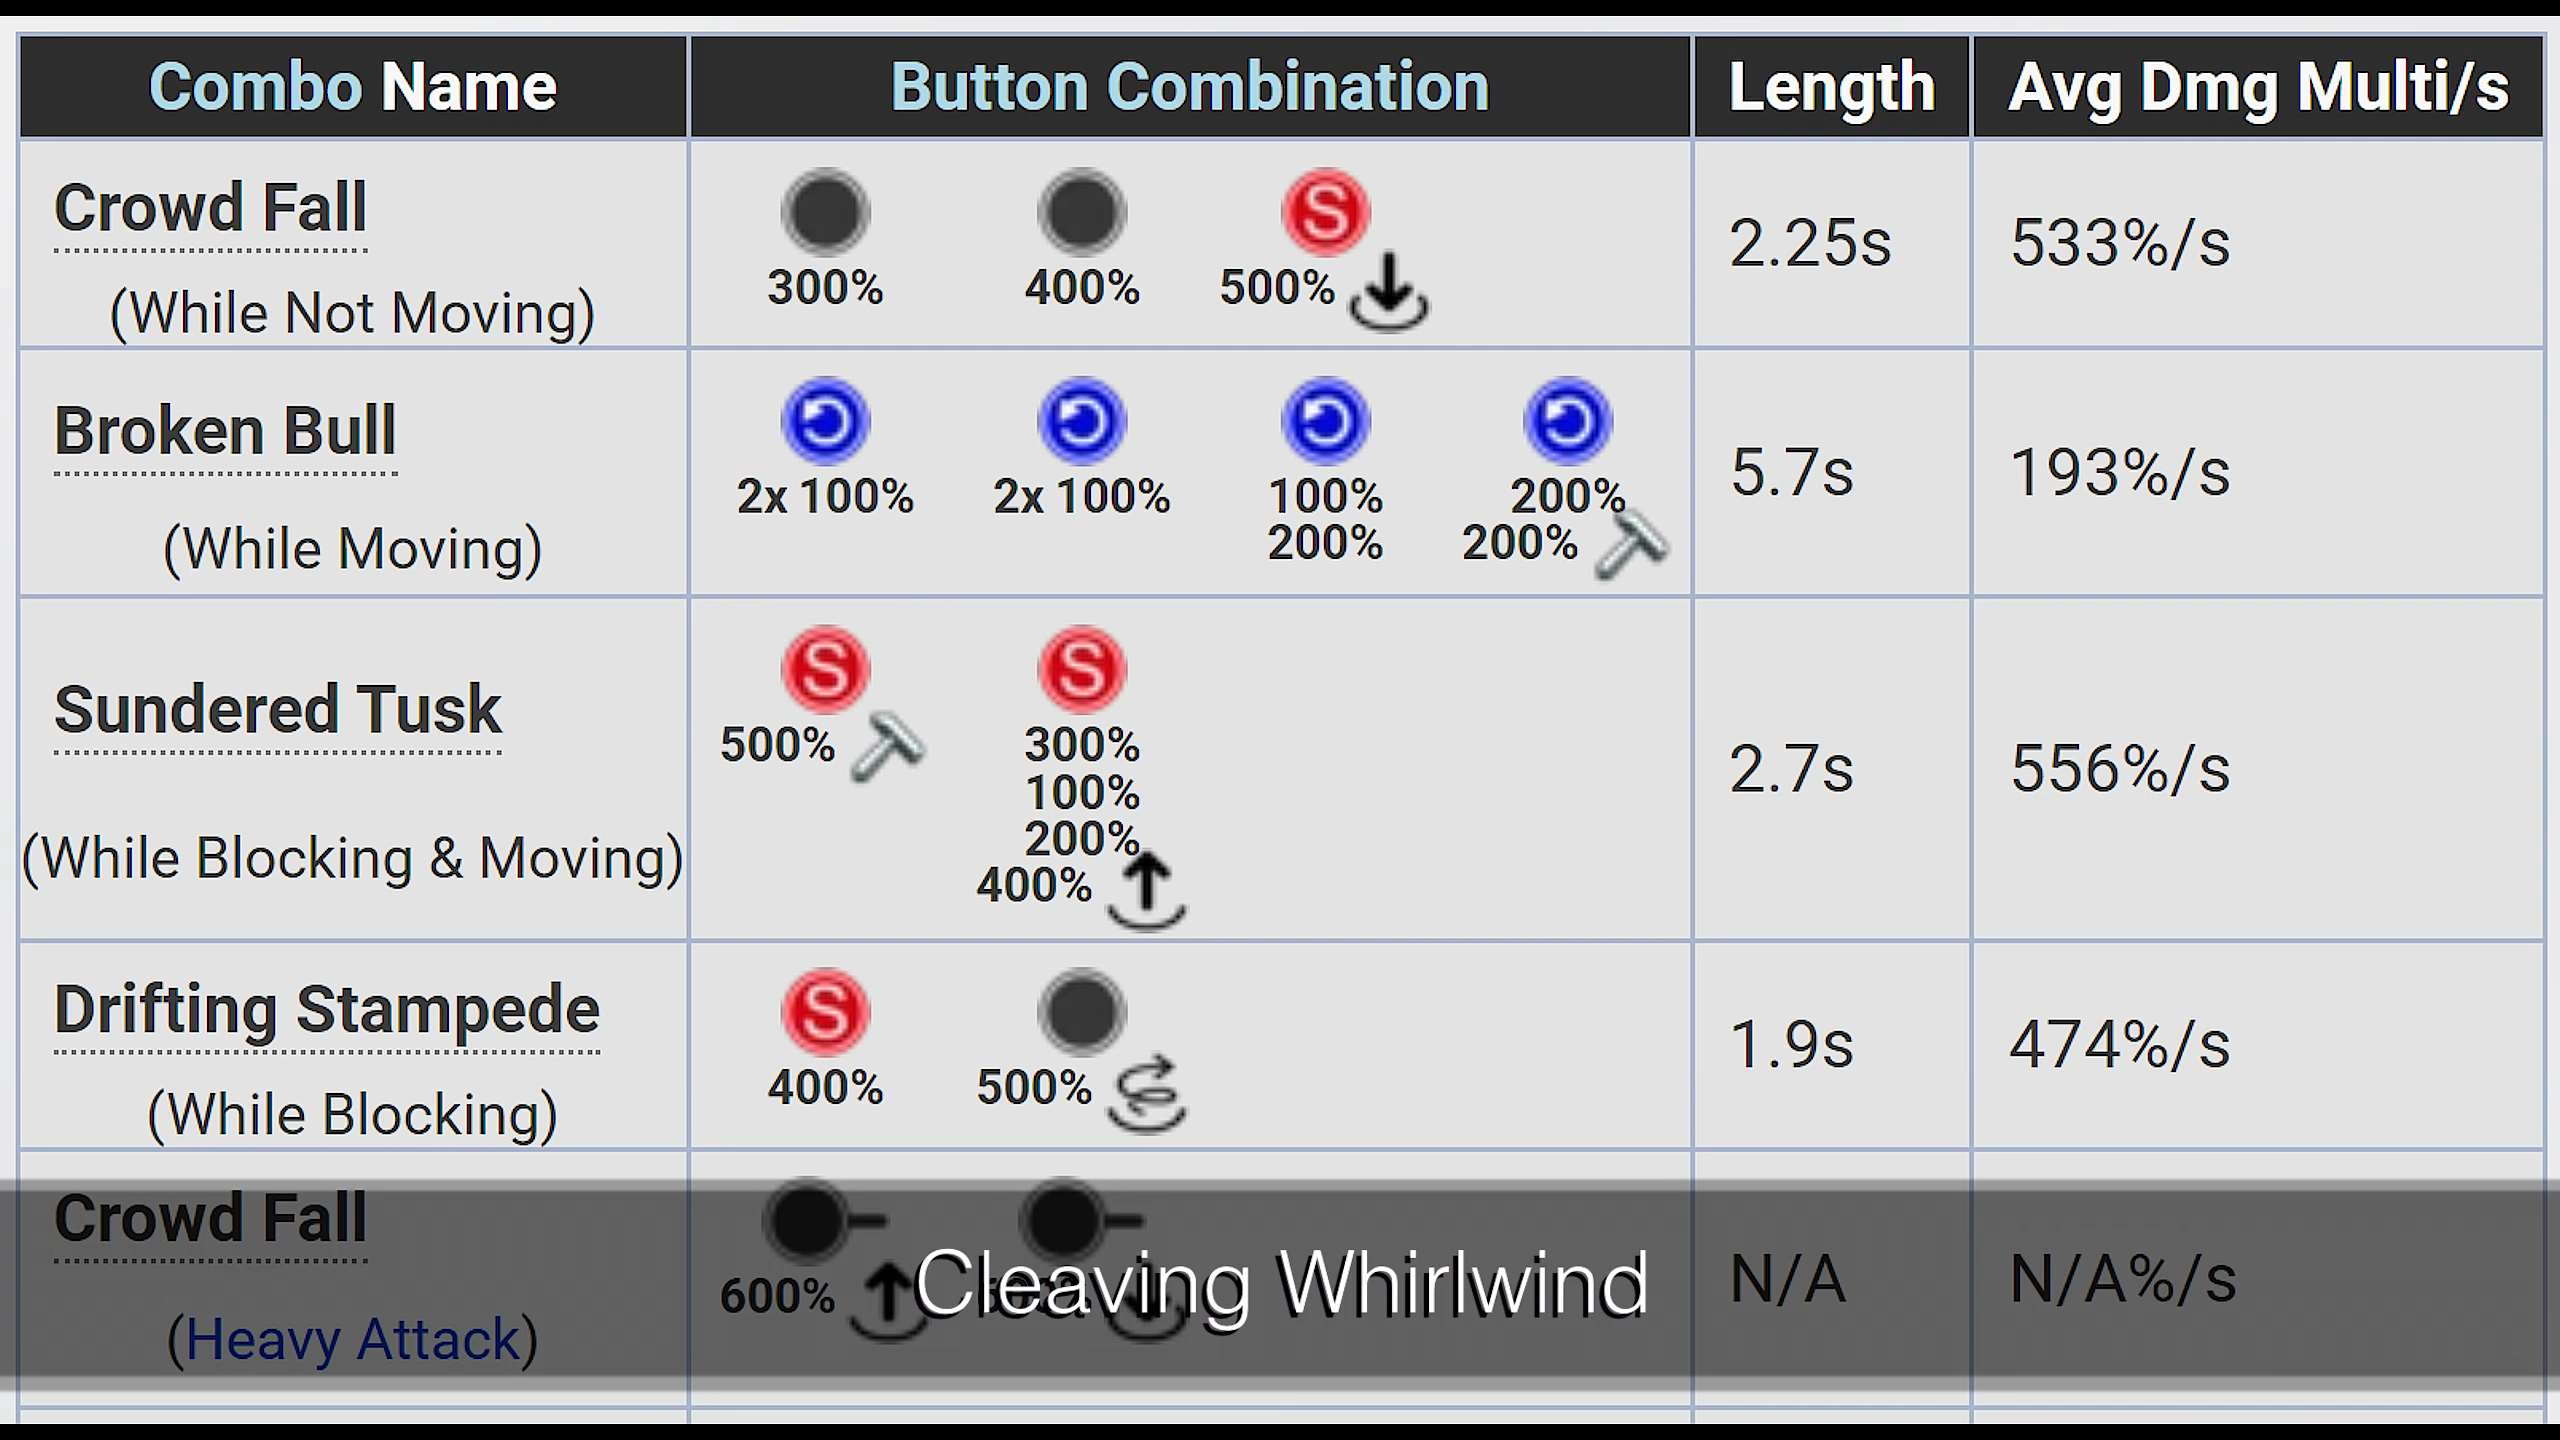 Combo Name Button Combination Length Avg Dmg Multi/s
Crowd Fall
(While Not Moving)
S
300% 400% 500%
2.25s 533%/s
Broken Bull
(While Moving)
2x 100% 2x 100% 100% 200%
200% 200%
5.7s 193%/s
Sundered Tusk
(While Blocking & Moving)
S S
500% 300%
100%
200%
400%
2.7s 556%/s
Drifting Stampede
(While Blocking)
S
400% 500%
1.9s 474%/s
Crowd Fall
(Heavy Attack)
600%
N/A N/A%/s
Cleaving Whirlwind